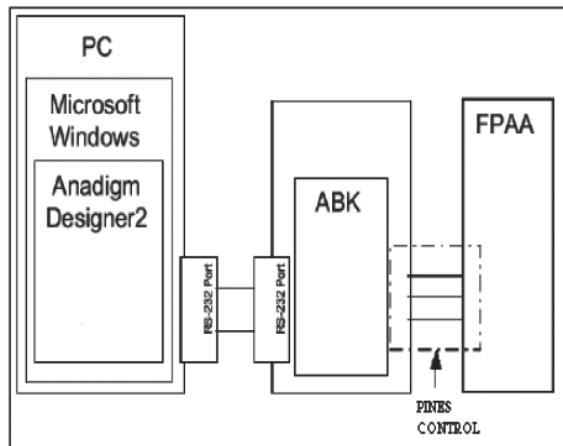 PC
Microsoft
Windows
Anadigm
Designer2
RS-232 Port
RS-232 Port
ABK
FPAA
PINES
CONTROL